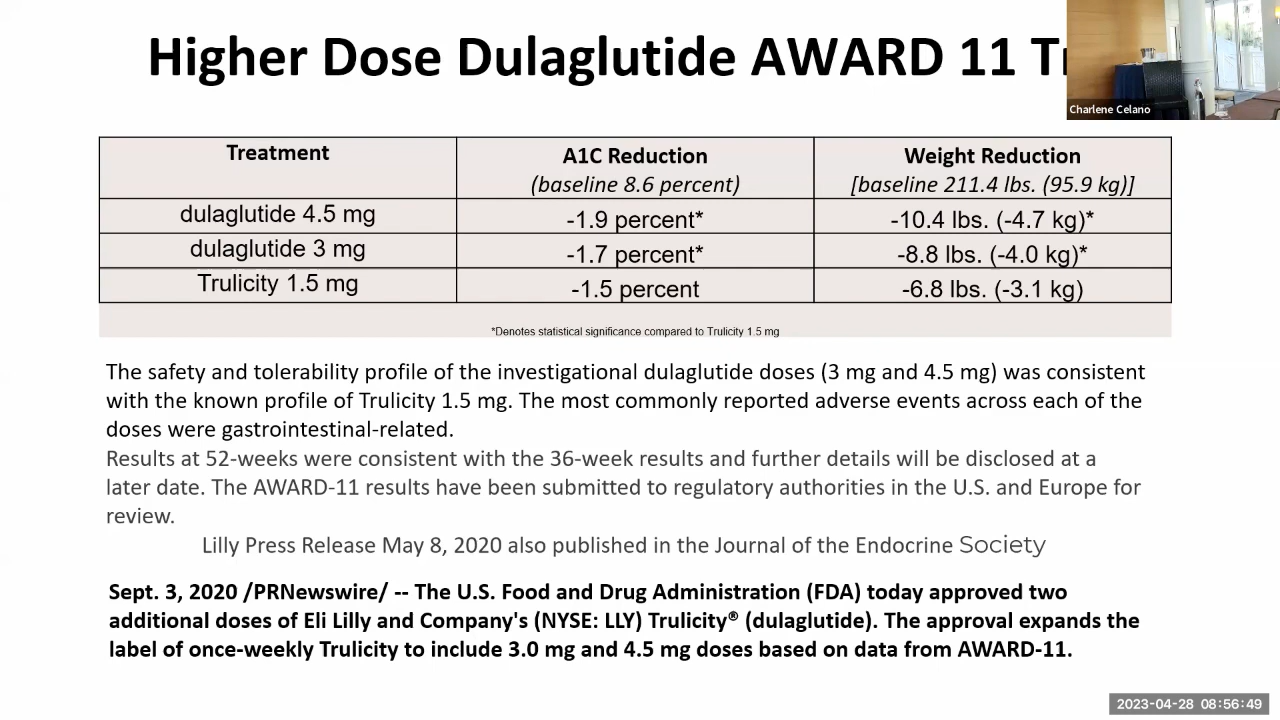 Higher Dose Dulaglutide AWARD 11
Charlene Celano
Treatment
A1C Reduction
(baseline 8.6 percent)
Weight Reduction
[baseline 211.4 lbs. (95.9 kg)]
dulaglutide 4.5 mg
-1.9 percent*
-10.4 lbs. (-4.7 kg)*
dulaglutide 3 mg
-1.7 percent*
-8.8 lbs. (-4.0 kg)*
Trulicity 1.5 mg
-1.5 percent
-6.8 lbs. (-3.1 kg)
*Denotes statistical significance compared to Trulicity 1.5 mg
The safety and tolerability profile of the investigational dulaglutide doses (3 mg and 4.5 mg) was consistent
with the known profile of Trulicity 1.5 mg. The most commonly reported adverse events across each of the
doses were gastrointestinal-related.
Results at 52-weeks were consistent with the 36-week results and further details will be disclosed at a
later date. The AWARD-11 results have been submitted to regulatory authorities in the U.S. and Europe for
review.
Lilly Press Release May 8, 2020 also published in the Journal of the Endocrine Society
Sept. 3, 2020 /PRNewswire/ -- The U.S. Food and Drug Administration (FDA) today approved two
additional doses of Eli Lilly and Company's (NYSE: LLY) Trulicity® (dulaglutide). The approval expands the
label of once-weekly Trulicity to include 3.0 mg and 4.5 mg doses based on data from AWARD-11.
2023-04-28 08:56:49